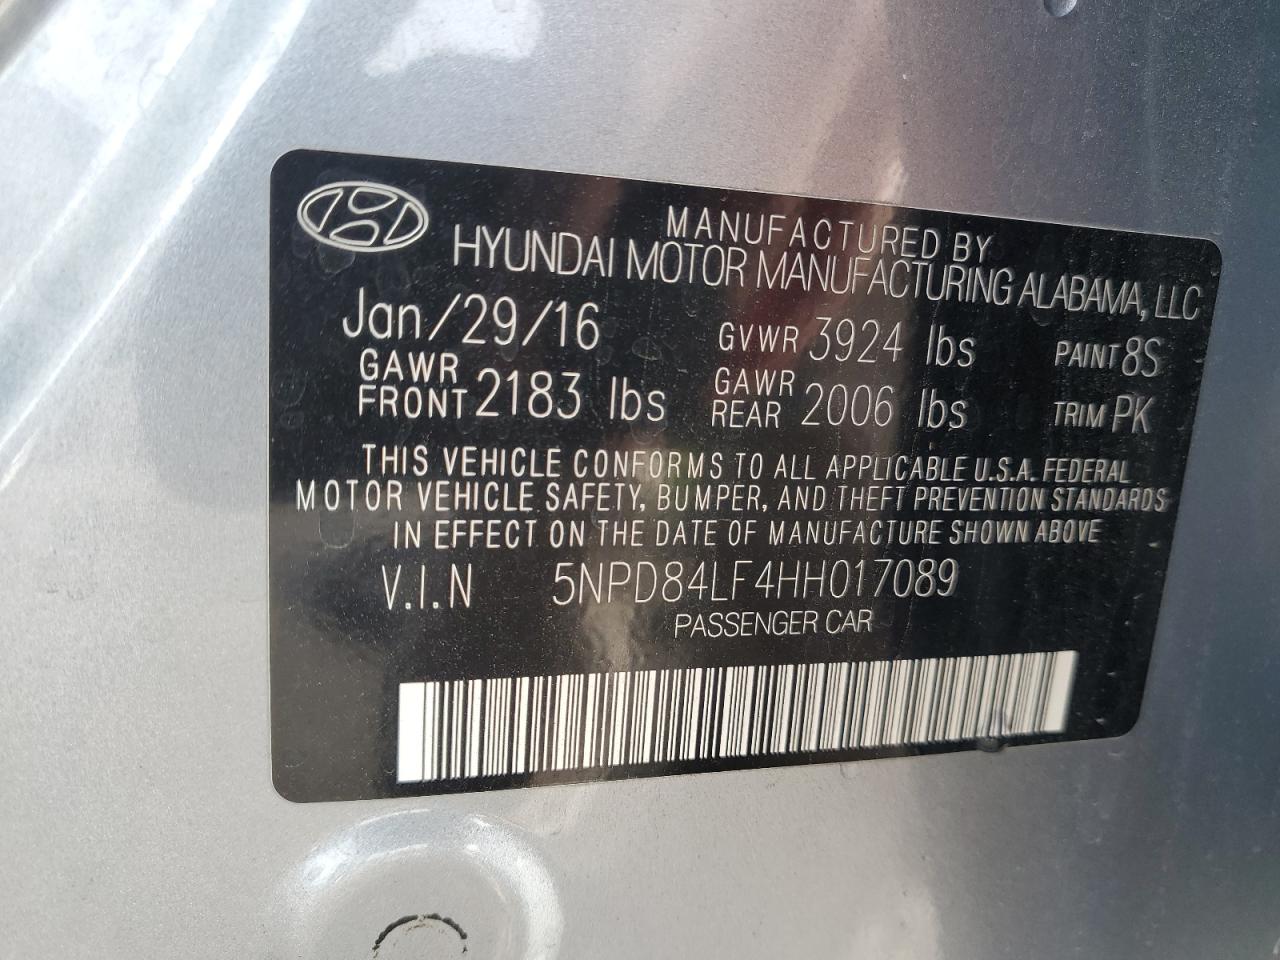 MANUFACTURED BY
HYUNDAI MOTOR MANUFACTURING ALABAMA, LLC
Jan/29/16 GVWR 3924 lbs PAINT 8S
GAWR FRONT 2183 lbs GAWR REAR 2006 lbs TRIM PK
THIS VEHICLE CONFORMS TO ALL APPLICABLE U.S.A. FEDERAL
MOTOR VEHICLE SAFETY, BUMPER, AND THEFT PREVENTION STANDARDS
IN EFFECT ON THE DATE OF MANUFACTURE SHOWN ABOVE
V.I.N 5NPD84LF4HH017089
PASSENGER CAR